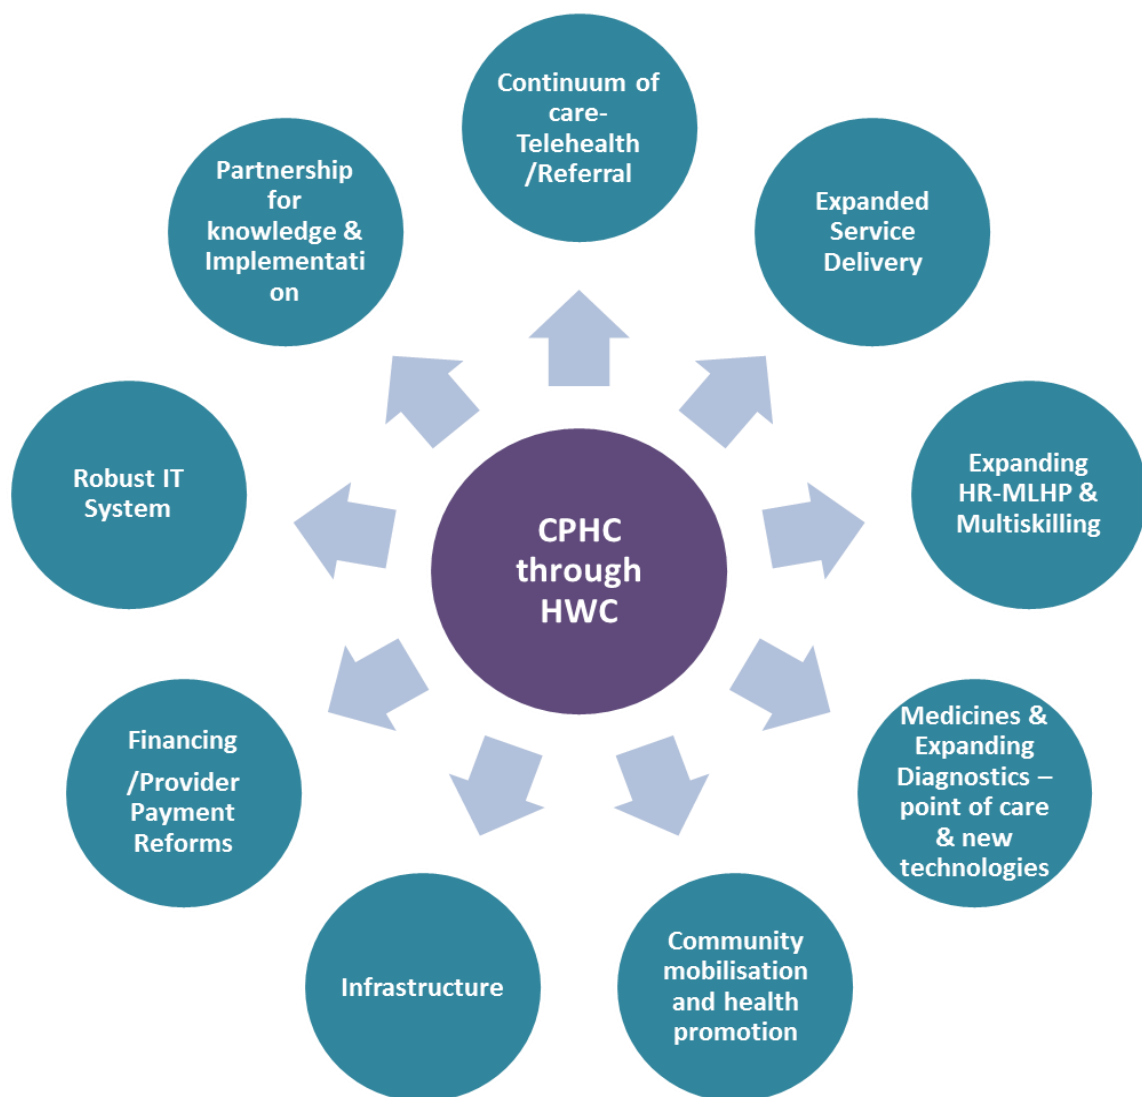 Continuum of
care-
Telehealth
/Referral
Expanded
Service
Delivery
Expanding
HR-MLHP &
Multiskilling
Medicines &
Expanding
Diagnostics –
point of care
& new
technologies
Community
mobilisation
and health
promotion
Infrastructure
Financing
/Provider
Payment
Reforms
Robust IT
System
Partnership
for
knowledge &
Implementati
on
CPHC
through
HWC